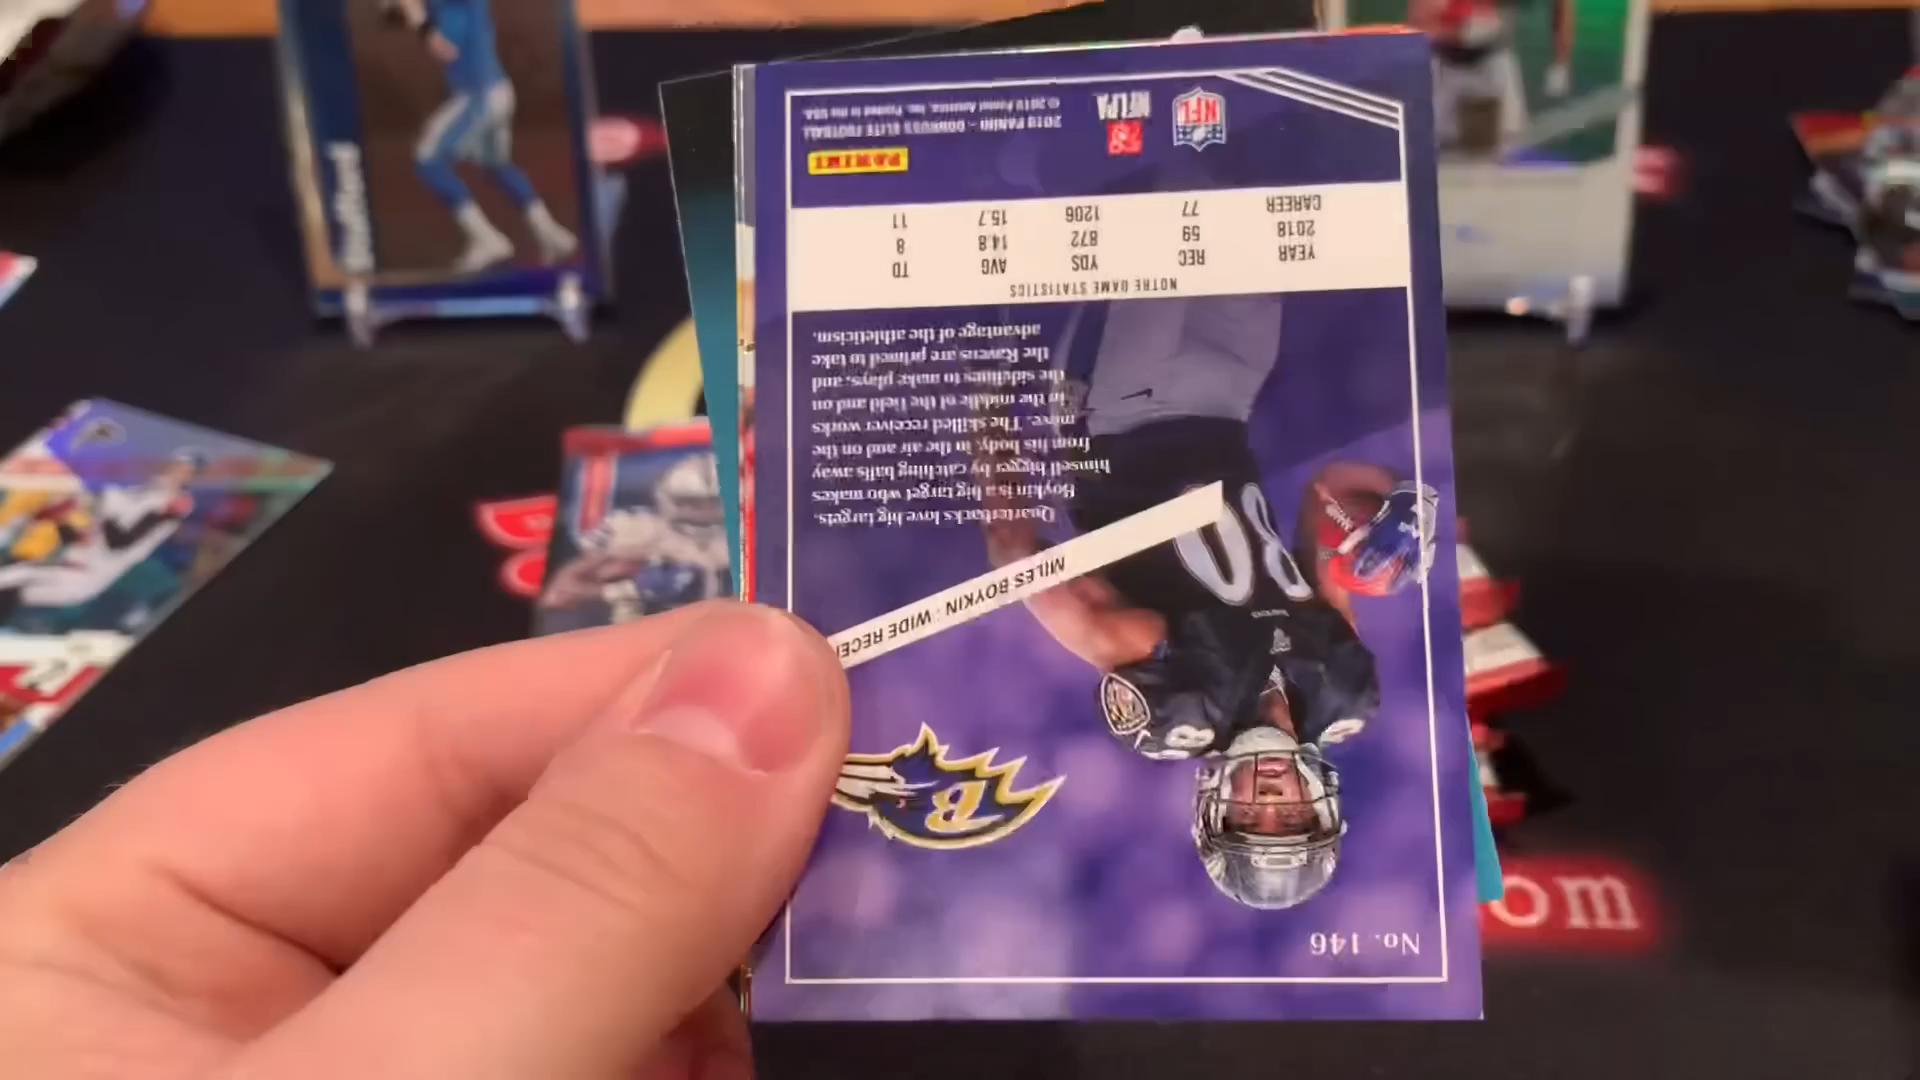 No. 146
MILES BOYKIN · WIDE RECEI
Quarterbacks love big targets.
Boykin is a big target who makes
himself bigger by catching balls away
from his body, in the air and on the
move. The skilled receiver works
in the middle of the field and on
the sidelines to make plays, and
the Ravens are primed to take
advantage of the athleticism.
NOTRE DAME STATISTICS
YEAR REC YDS AVG TD
2018 59 872 14.8 8
CAREER 77 1206 15.7 11
NFL
NFLPA
PANINI
2019 PANINI – DONRUSS ELITE FOOTBALL
© 2019 Panini America, Inc. Printed in the USA.
80
B
Stafford
om